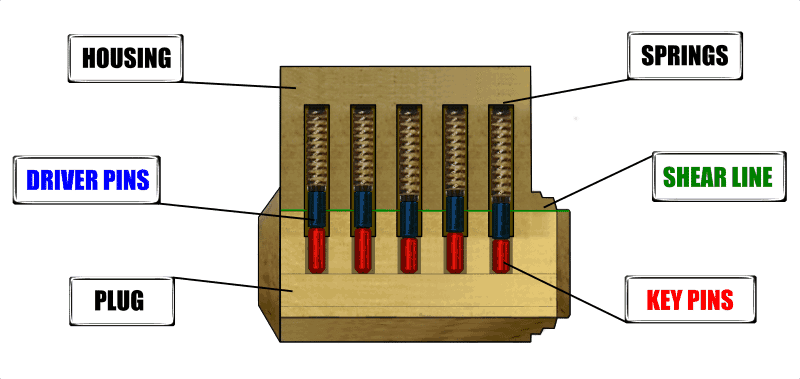 HOUSING
SPRINGS
DRIVER PINS
SHEAR LINE
PLUG
KEY PINS